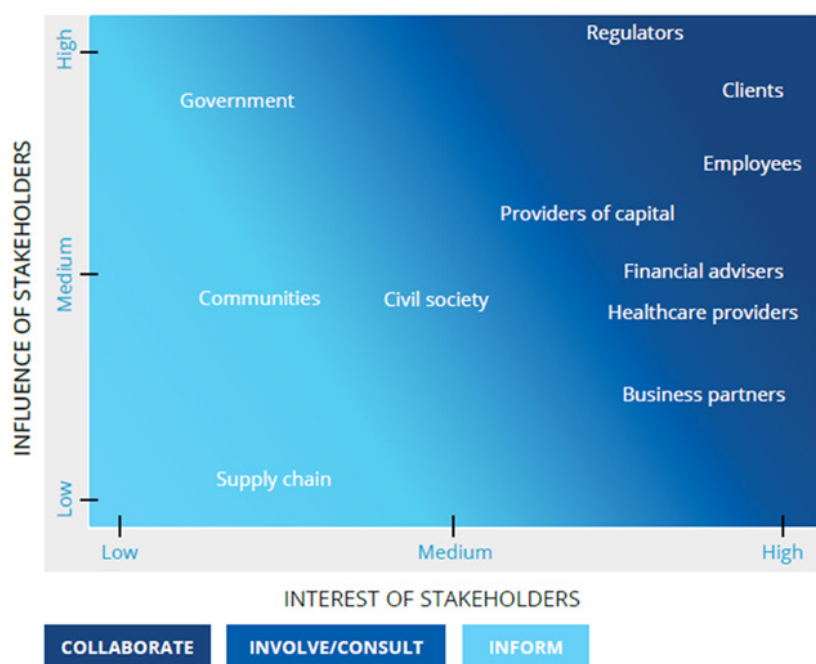 INFLUENCE OF STAKEHOLDERS
High
Medium
Low
Regulators
Clients
Government
Employees
Providers of capital
Financial advisers
Communities
Civil society
Healthcare providers
Business partners
Supply chain
Low
Medium
High
INTEREST OF STAKEHOLDERS
COLLABORATE
INVOLVE/CONSULT
INFORM